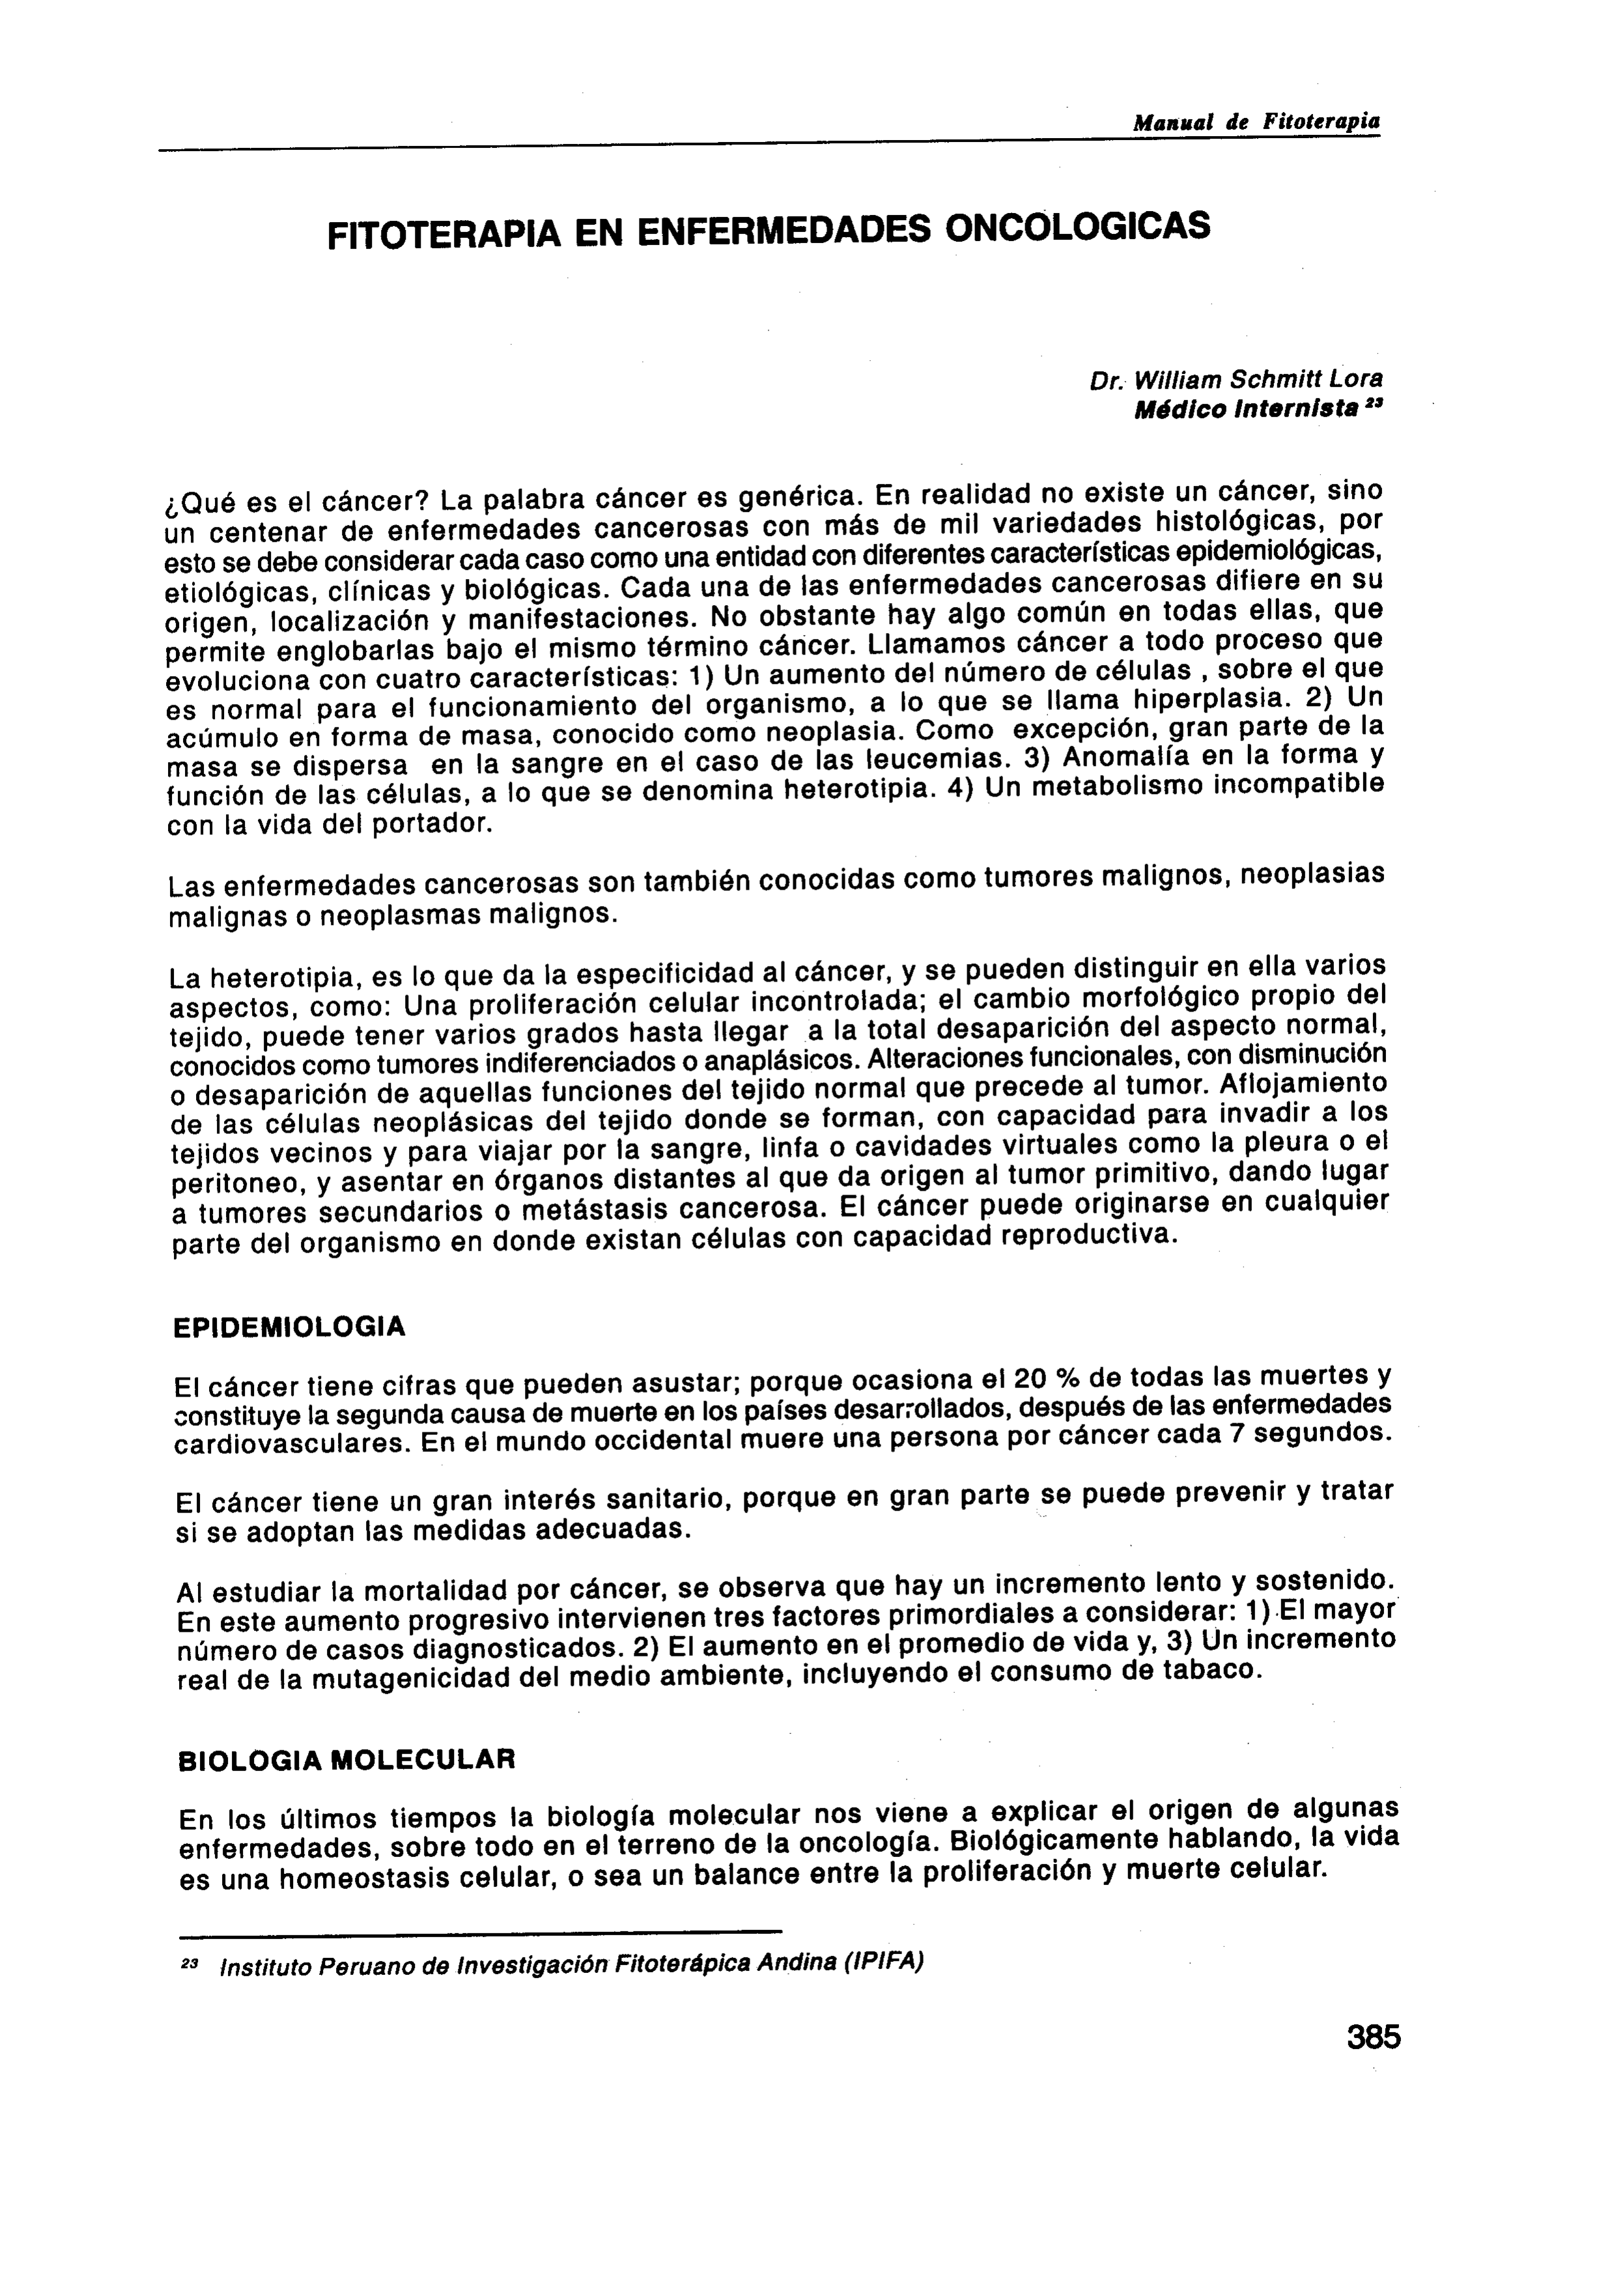 Manual de Fitoterapia
FITOTERAPIA EN ENFERMEDADES ONCOLOGICAS
Dr. William Schmitt Lora
Médico Internista 23
¿Qué es el cáncer? La palabra cáncer es genérica. En realidad no existe un cáncer, sino
un centenar de enfermedades cancerosas con más de mil variedades histológicas, por
esto se debe considerar cada caso como una entidad con diferentes características epidemiológicas,
etiológicas, clínicas y biológicas. Cada una de las enfermedades cancerosas difiere en su
origen, localización y manifestaciones. No obstante hay algo común en todas ellas, que
permite englobarlas bajo el mismo término cáncer. Llamamos cáncer a todo proceso que
evoluciona con cuatro características: 1) Un aumento del número de células , sobre el que
es normal para el funcionamiento del organismo, a lo que se llama hiperplasia. 2) Un
acúmulo en forma de masa, conocido como neoplasia. Como excepción, gran parte de la
masa se dispersa en la sangre en el caso de las leucemias. 3) Anomalía en la forma y
función de las células, a lo que se denomina heterotipia. 4) Un metabolismo incompatible
con la vida del portador.
Las enfermedades cancerosas son también conocidas como tumores malignos, neoplasias
malignas o neoplasmas malignos.
La heterotipia, es lo que da la especificidad al cáncer, y se pueden distinguir en ella varios
aspectos, como: Una proliferación celular incontrolada; el cambio morfológico propio del
tejido, puede tener varios grados hasta llegar a la total desaparición del aspecto normal,
conocidos como tumores indiferenciados o anaplásicos. Alteraciones funcionales, con disminución
o desaparición de aquellas funciones del tejido normal que precede al tumor. Aflojamiento
de las células neoplásicas del tejido donde se forman, con capacidad para invadir a los
tejidos vecinos y para viajar por la sangre, linfa o cavidades virtuales como la pleura o el
peritoneo, y asentar en órganos distantes al que da origen al tumor primitivo, dando lugar
a tumores secundarios o metástasis cancerosa. El cáncer puede originarse en cualquier
parte del organismo en donde existan células con capacidad reproductiva.
EPIDEMIOLOGIA
El cáncer tiene cifras que pueden asustar; porque ocasiona el 20 % de todas las muertes y
constituye la segunda causa de muerte en los países desarrollados, después de las enfermedades
cardiovasculares. En el mundo occidental muere una persona por cáncer cada 7 segundos.
El cáncer tiene un gran interés sanitario, porque en gran parte se puede prevenir y tratar
si se adoptan las medidas adecuadas.
Al estudiar la mortalidad por cáncer, se observa que hay un incremento lento y sostenido.
En este aumento progresivo intervienen tres factores primordiales a considerar: 1) El mayor
número de casos diagnosticados. 2) El aumento en el promedio de vida y, 3) Un incremento
real de la mutagenicidad del medio ambiente, incluyendo el consumo de tabaco.
BIOLOGIA MOLECULAR
En los últimos tiempos la biología molecular nos viene a explicar el origen de algunas
enfermedades, sobre todo en el terreno de la oncología. Biológicamente hablando, la vida
es una homeostasis celular, o sea un balance entre la proliferación y muerte celular.
23 Instituto Peruano de Investigación Fitoterápica Andina (IPIFA)
385